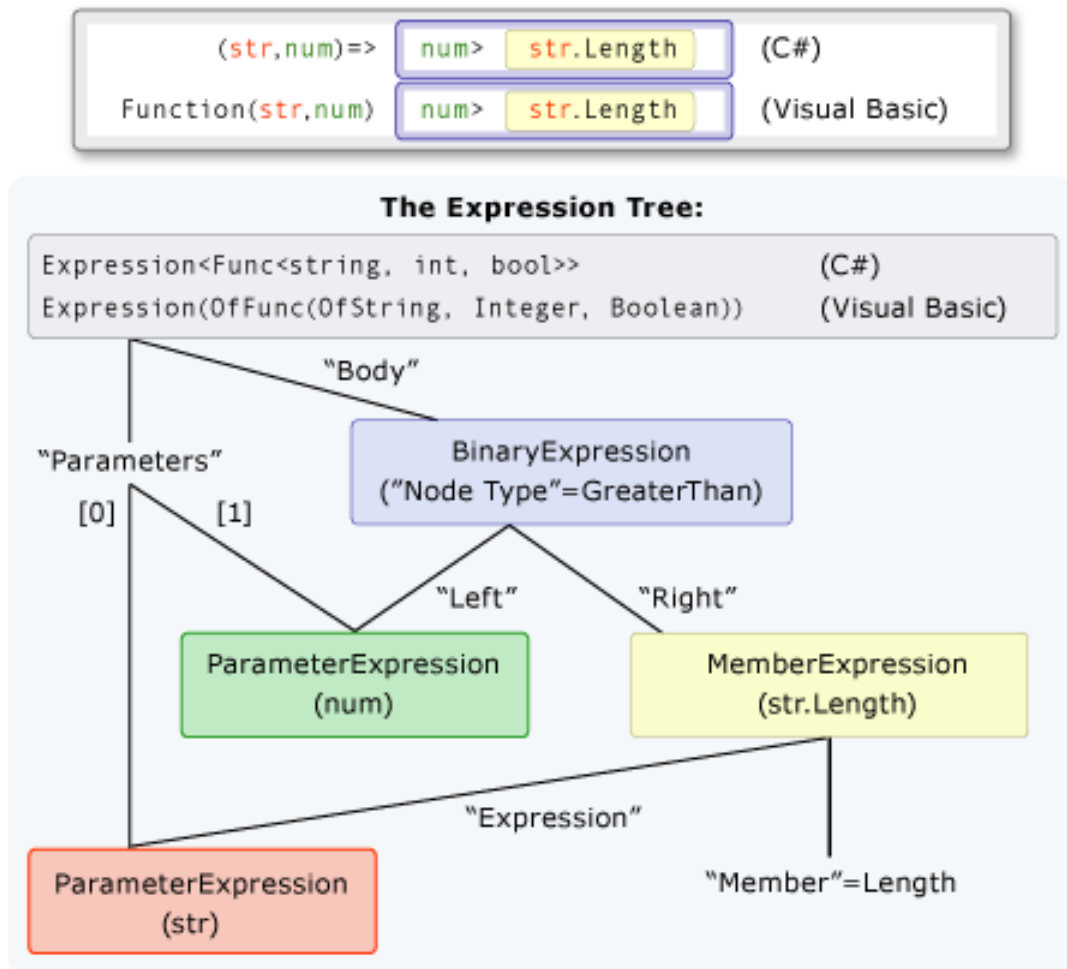 (str,num)=> num> str.Length (C#)
Function(str,num) num> str.Length (Visual Basic)
The Expression Tree:
Expression<Func<string, int, bool>> (C#)
Expression(OfFunc(OfString, Integer, Boolean)) (Visual Basic)
“Body”
“Parameters”
BinaryExpression
(”Node Type”=GreaterThan)
[0] [1]
“Left” “Right”
ParameterExpression
(num)
MemberExpression
(str.Length)
“Expression”
ParameterExpression
(str)
“Member”=Length